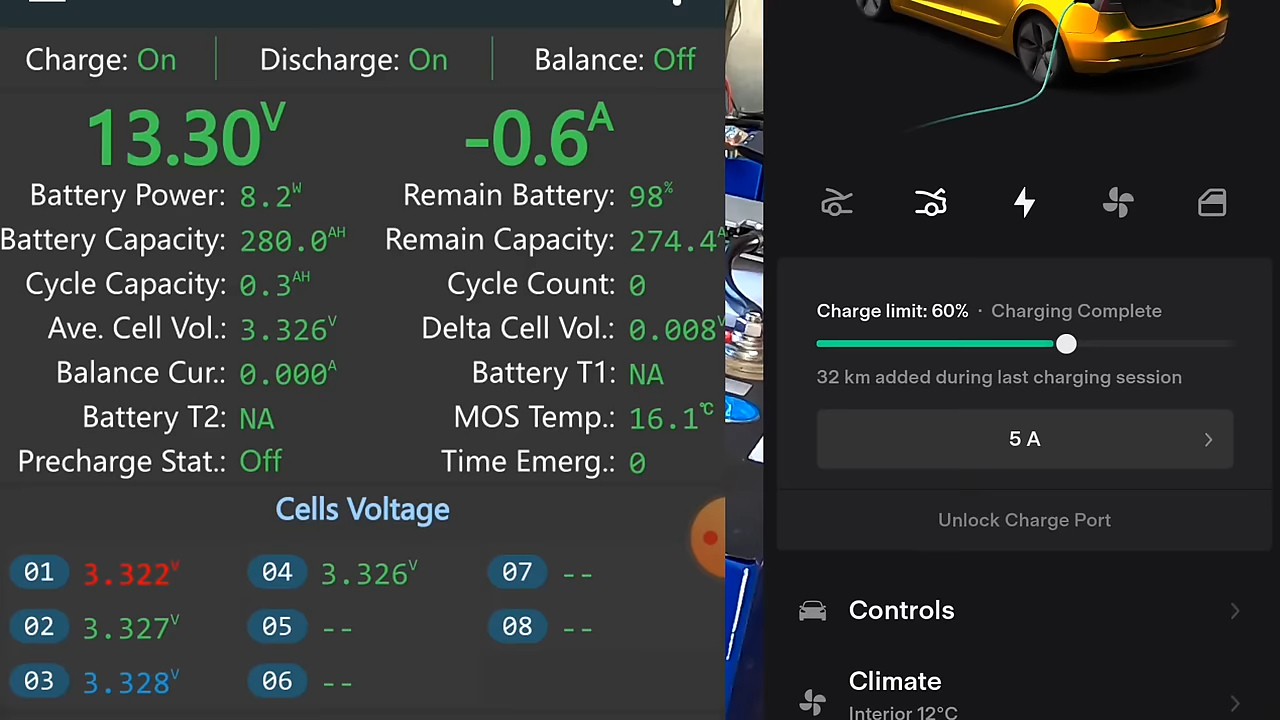 Charge: On Discharge: On Balance: Off
13.30V -0.6A
Battery Power: 8.2W Remain Battery: 98%
Battery Capacity: 280.0AH Remain Capacity: 274.4A
Cycle Capacity: 0.3AH Cycle Count: 0
Ave. Cell Vol.: 3.326V Delta Cell Vol.: 0.008V
Balance Cur.: 0.000A Battery T1: NA
Battery T2: NA MOS Temp.: 16.1℃
Precharge Stat.: Off Time Emerg.: 0
Cells Voltage
01 3.322V 04 3.326V 07 --
02 3.327V 05 -- 08 --
03 3.328V 06 --
Charge limit: 60% · Charging Complete
32 km added during last charging session
5 A
Unlock Charge Port
Controls
Climate
Interior 12°C